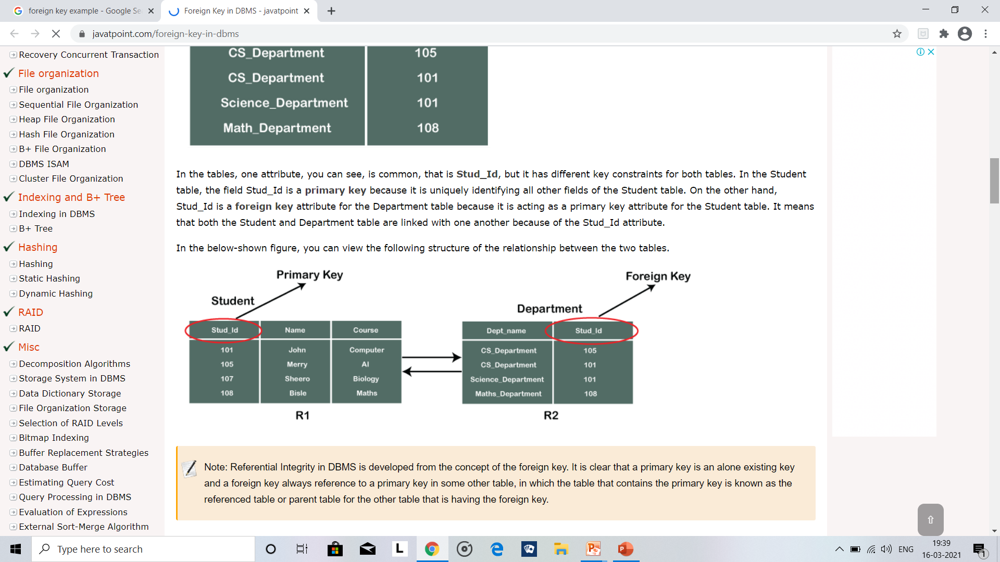 foreign key example - Google Se
Foreign Key in DBMS - javatpoint
javatpoint.com/foreign-key-in-dbms
Recovery Concurrent Transaction
File organization
File organization
Sequential File Organization
Heap File Organization
Hash File Organization
B+ File Organization
DBMS ISAM
Cluster File Organization
Indexing and B+ Tree
Indexing in DBMS
B+ Tree
Hashing
Hashing
Static Hashing
Dynamic Hashing
RAID
RAID
Misc
Decomposition Algorithms
Storage System in DBMS
Data Dictionary Storage
File Organization Storage
Selection of RAID Levels
Bitmap Indexing
Buffer Replacement Strategies
Database Buffer
Estimating Query Cost
Query Processing in DBMS
Evaluation of Expressions
External Sort-Merge Algorithm
CS_Department 105
CS_Department 101
Science_Department 101
Math_Department 108
In the tables, one attribute, you can see, is common, that is Stud_Id, but it has different key constraints for both tables. In the Student
table, the field Stud_Id is a primary key because it is uniquely identifying all other fields of the Student table. On the other hand,
Stud_Id is a foreign key attribute for the Department table because it is acting as a primary key attribute for the Student table. It means
that both the Student and Department table are linked with one another because of the Stud_Id attribute.
In the below-shown figure, you can view the following structure of the relationship between the two tables.
Primary Key
Student
Stud_Id Name Course
101 John Computer
105 Merry AI
107 Sheero Biology
108 Bisle Maths
R1
Foreign Key
Department
Dept_name Stud_Id
CS_Department 105
CS_Department 101
Science_Department 101
Maths_Department 108
R2
Note: Referential Integrity in DBMS is developed from the concept of the foreign key. It is clear that a primary key is an alone existing key
and a foreign key always reference to a primary key in some other table, in which the table that contains the primary key is known as the
referenced table or parent table for the other table that is having the foreign key.
Type here to search
L
ENG
19:39
16-03-2021
1